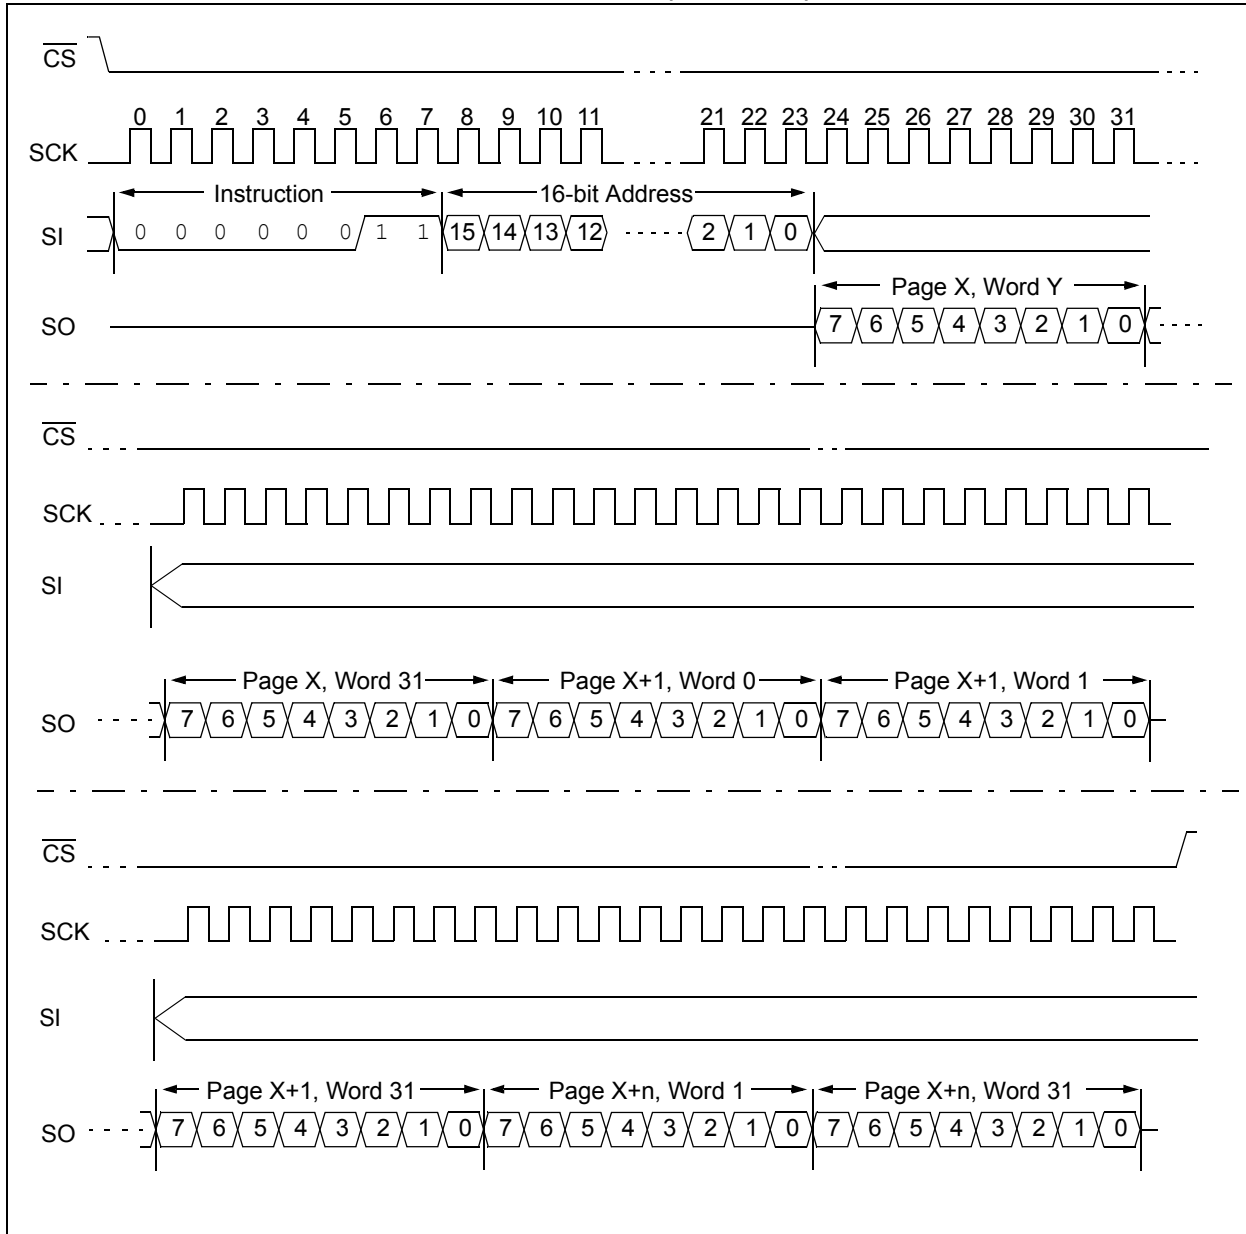 CS
0 1 2 3 4 5 6 7 8 9 10 11 21 22 23 24 25 26 27 28 29 30 31
SCK
Instruction 16-bit Address
SI 0 0 0 0 0 0 1 1 15 14 13 12 2 1 0
Page X, Word Y
SO 7 6 5 4 3 2 1 0
CS
SCK
SI
Page X, Word 31 Page X+1, Word 0 Page X+1, Word 1
SO 7 6 5 4 3 2 1 0 7 6 5 4 3 2 1 0 7 6 5 4 3 2 1 0
CS
SCK
SI
Page X+1, Word 31 Page X+n, Word 1 Page X+n, Word 31
SO 7 6 5 4 3 2 1 0 7 6 5 4 3 2 1 0 7 6 5 4 3 2 1 0